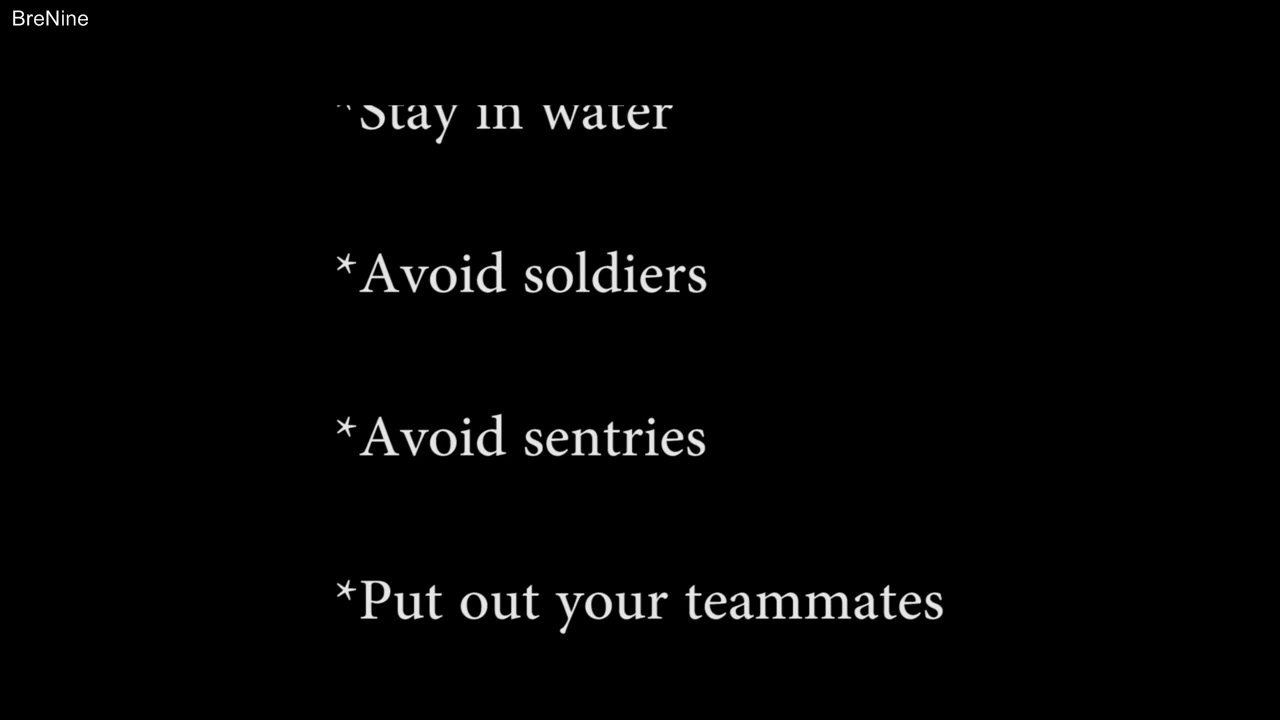 BreNine
*Stay in water
*Avoid soldiers
*Avoid sentries
*Put out your teammates